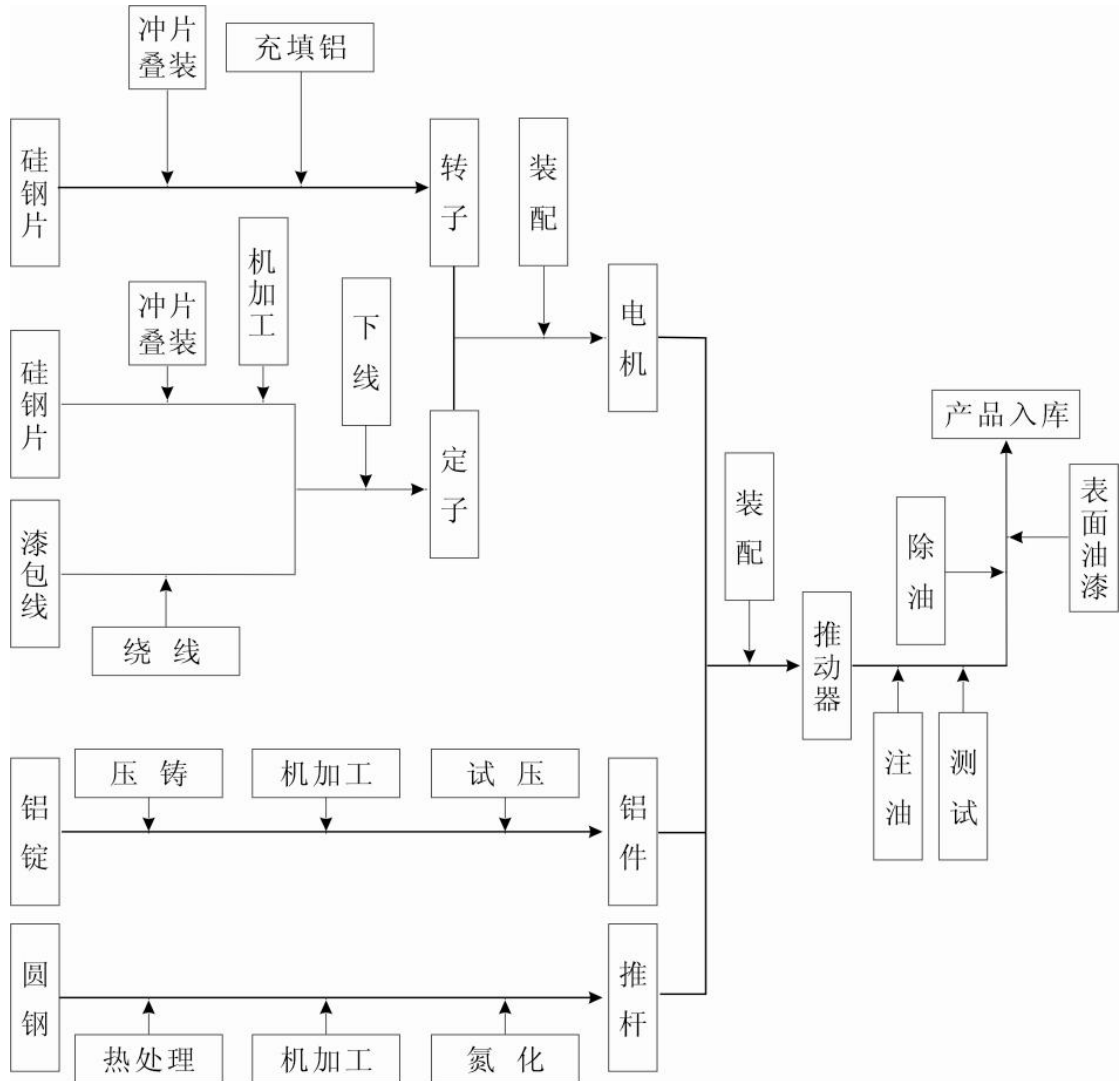 冲片
叠装
充填铝
硅钢片
转子
装配
机加工
冲片
叠装
下线
电机
硅钢片
定子
产品入库
漆包线
绕线
装配
除油
表面油漆
推动器
注油
测试
压铸
机加工
试压
铝锭
铝件
圆钢
推杆
热处理
机加工
氮化